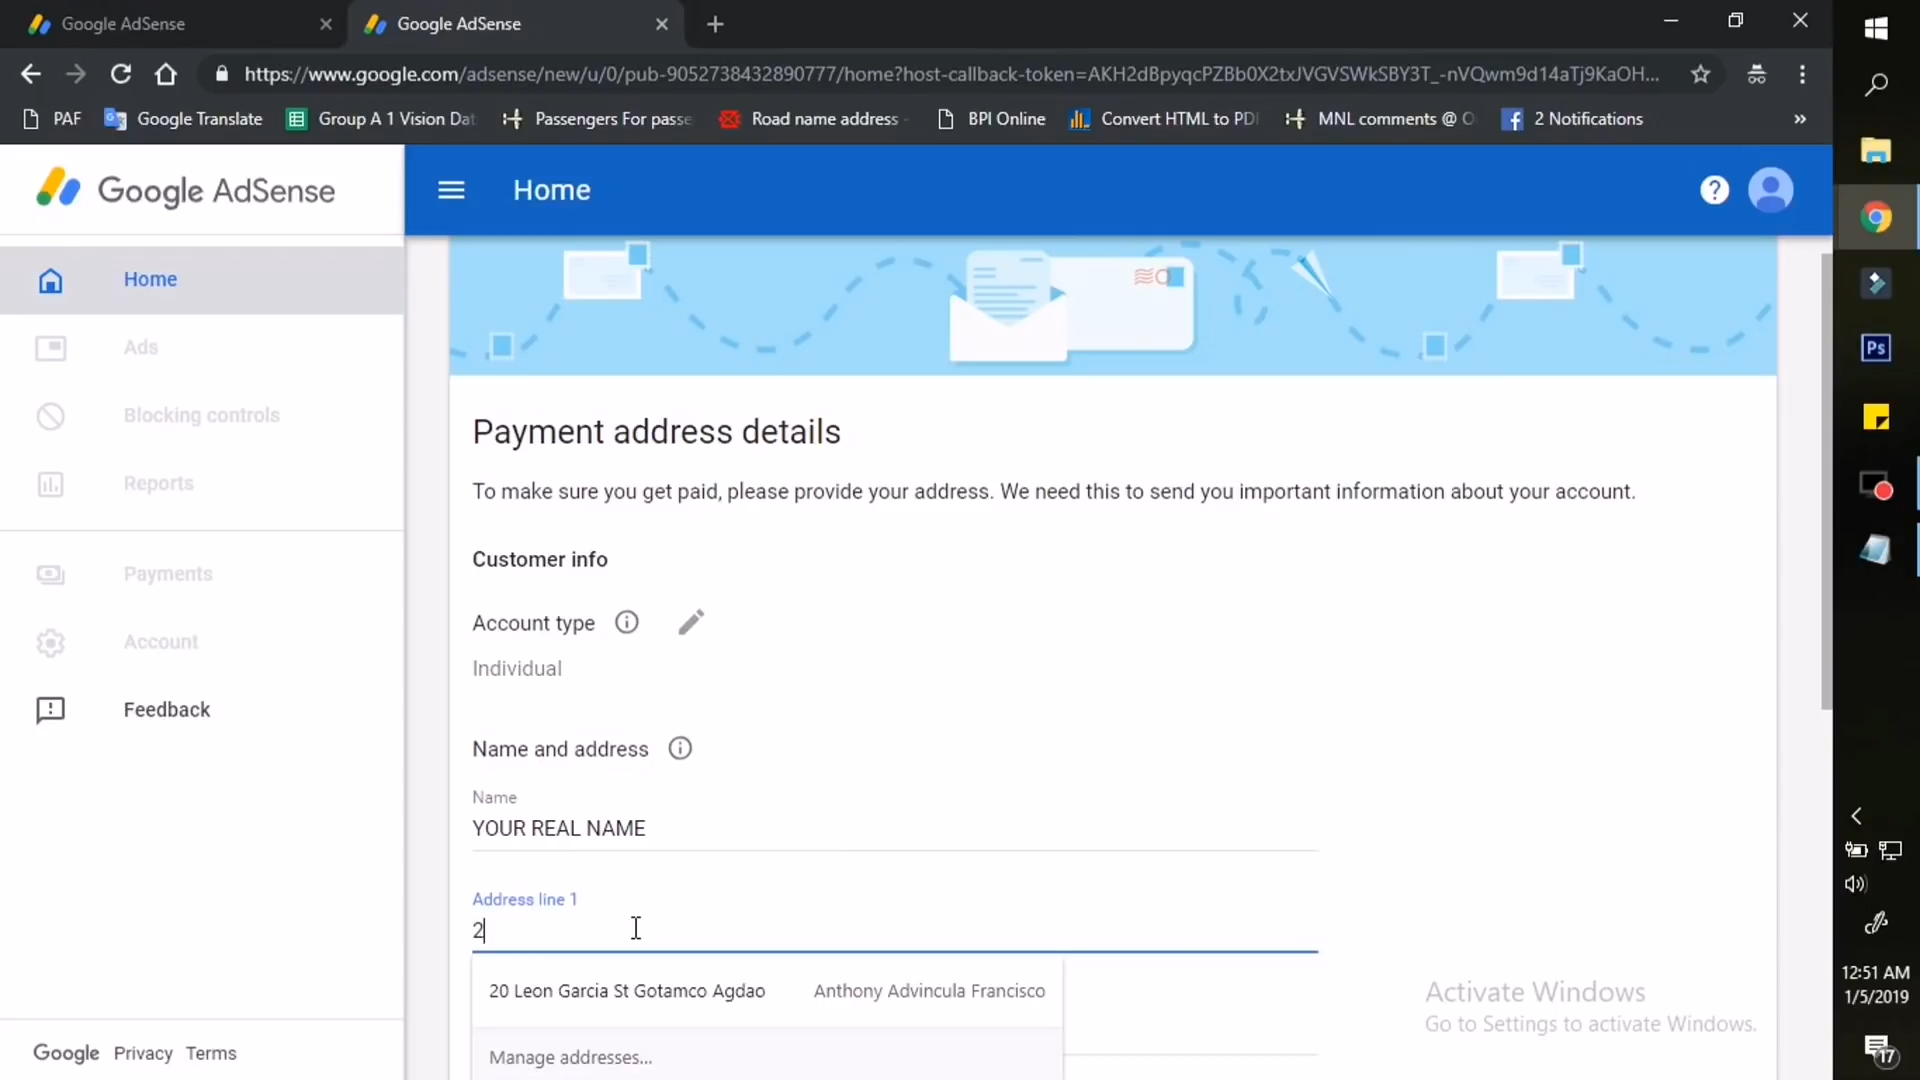 Google AdSense
Google AdSense
https://www.google.com/adsense/new/u/0/pub-9052738432890777/home?host-callback-token=AKH2dBpyqcPZBb0X2txJVGVSWkSBY3T_-nVQwm9d14aTj9KaOH...
PAF Google Translate Group A 1 Vision Dat Passengers For passe Road name address - BPI Online Convert HTML to PDF MNL comments @ O 2 Notifications »
Google AdSense
Home
Home
Ads
Blocking controls
Reports
Payments
Account
Feedback
Google Privacy Terms
Payment address details
To make sure you get paid, please provide your address. We need this to send you important information about your account.
Customer info
Account type
Individual
Name and address
Name
YOUR REAL NAME
Address line 1
2
20 Leon Garcia St Gotamco Agdao Anthony Advincula Francisco
Manage addresses...
Activate Windows
Go to Settings to activate Windows.
Ps
12:51 AM
1/5/2019
17